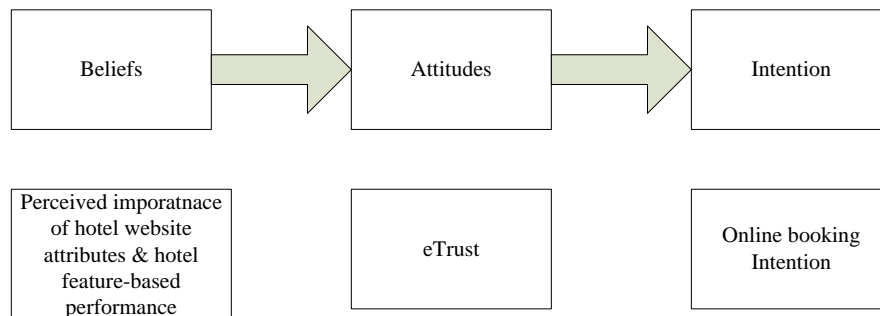 Beliefs
Attitudes
Intention
Perceived imporatnace
of hotel website
attributes & hotel
feature-based
performance
eTrust
Online booking
Intention